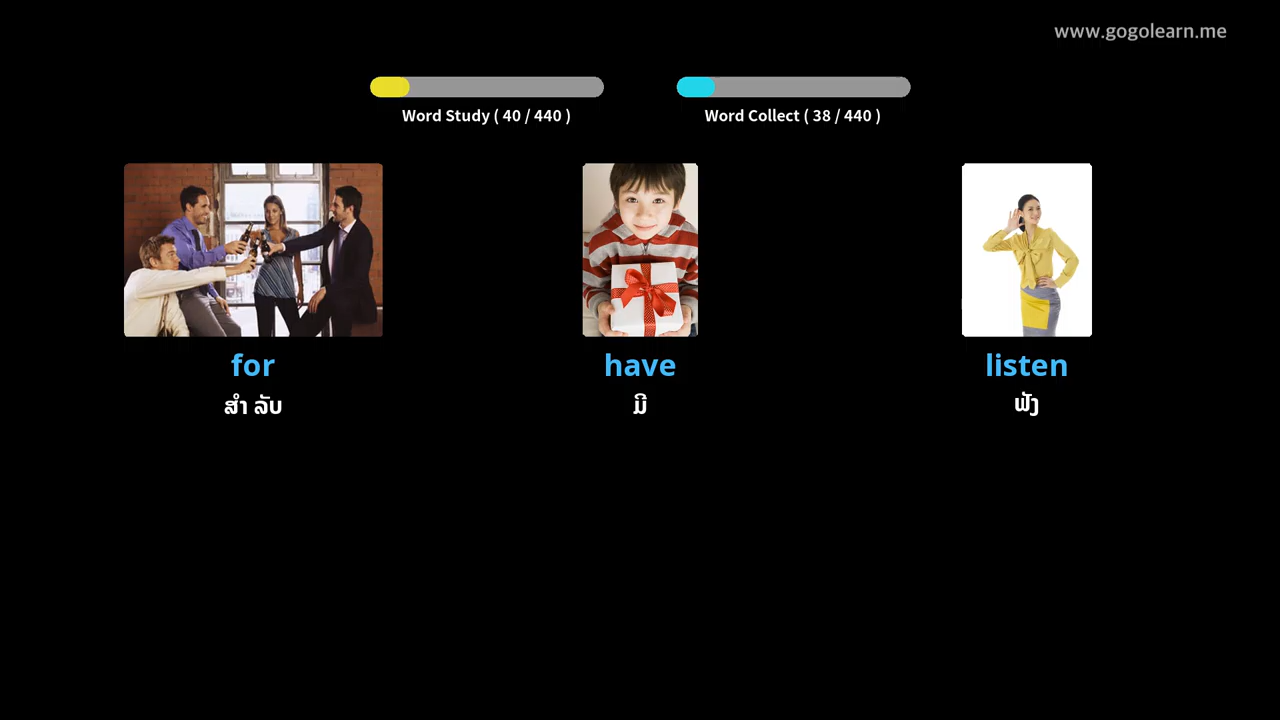 www.gogolearn.me
Word Study ( 40 / 440 )
Word Collect ( 38 / 440 )
for
have
listen
ສຳ ລັບ
ມີ
ຟັງ